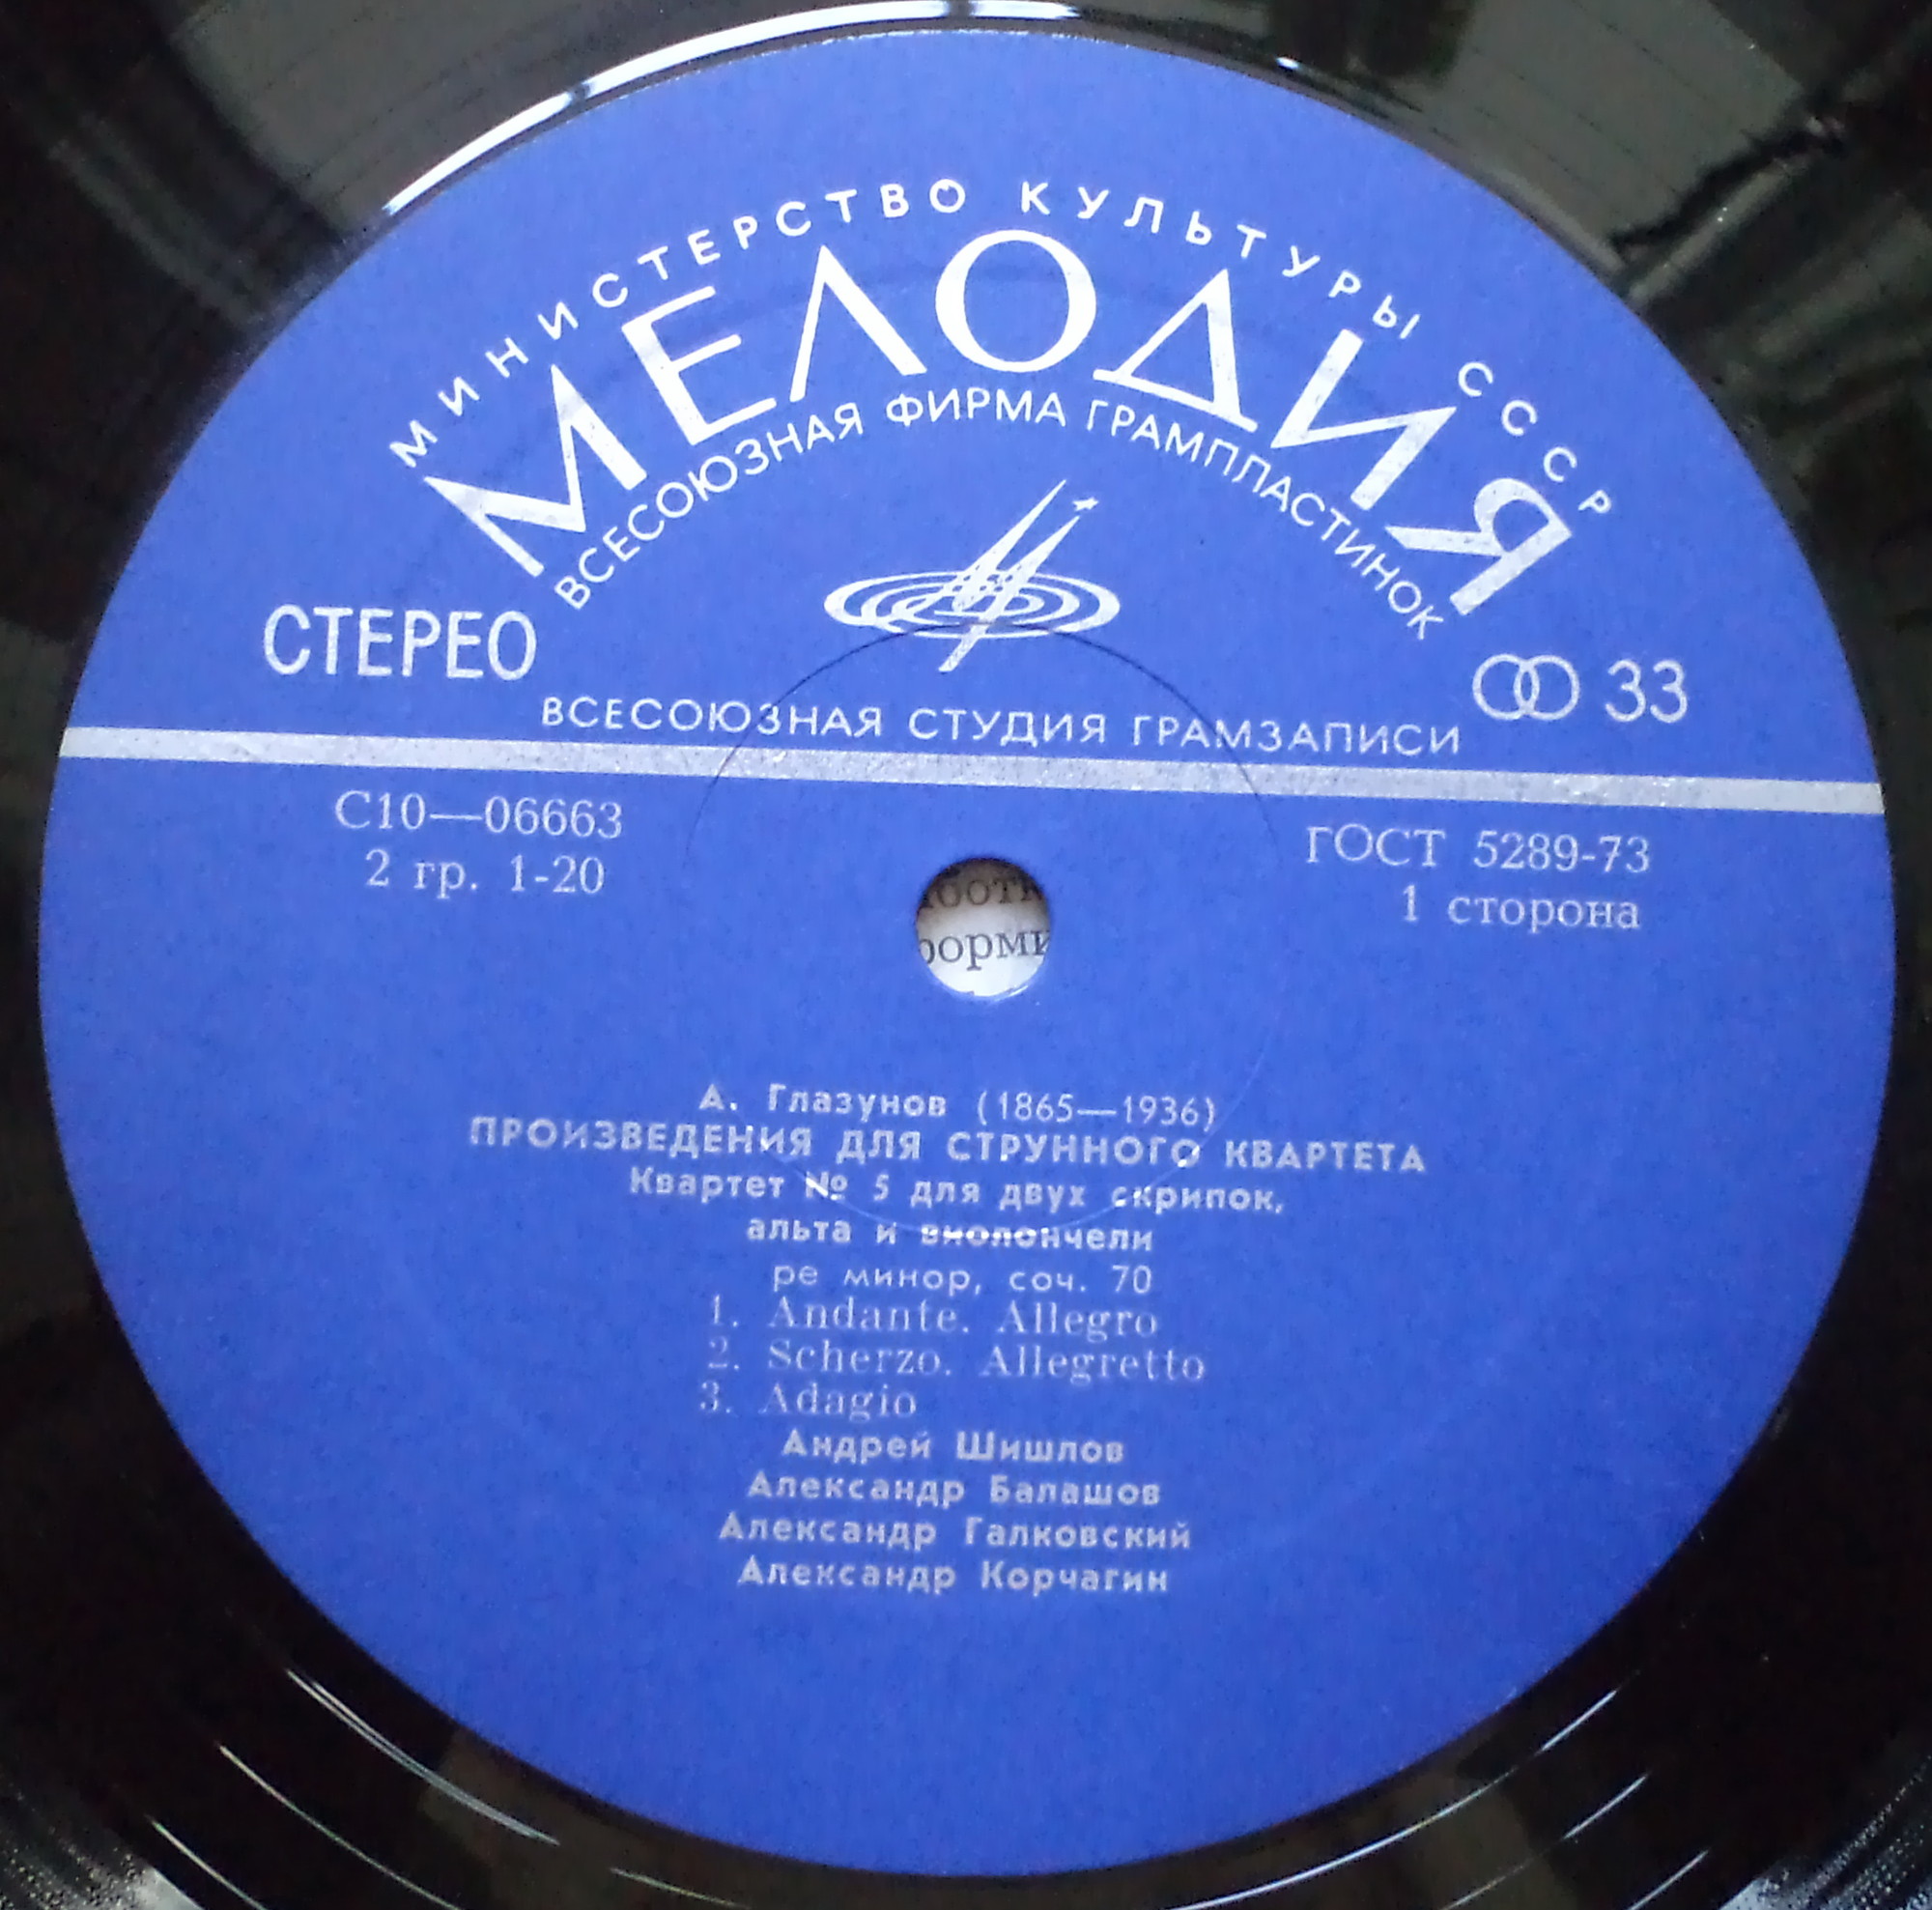 МИНИСТЕРСТВО КУЛЬТУРЫ СССР
МЕЛОДИЯ
ВСЕСОЮЗНАЯ ФИРМА ГРАМПЛАСТИНОК
СТЕРЕО
33
ВСЕСОЮЗНАЯ СТУДИЯ ГРАМЗАПИСИ
С10—06663
ГОСТ 5289-73
2 гр. 1-20
1 сторона
А. Глазунов (1865—1936)
ПРОИЗВЕДЕНИЯ ДЛЯ СТРУННОГО КВАРТЕТА
Квартет № 5 для двух скрипок,
альта и виолончели
ре минор, соч. 70
1. Andante. Allegro
2. Scherzo. Allegretto
3. Adagio
Андрей Шишлов
Александр Балашов
Александр Галковский
Александр Корчагин